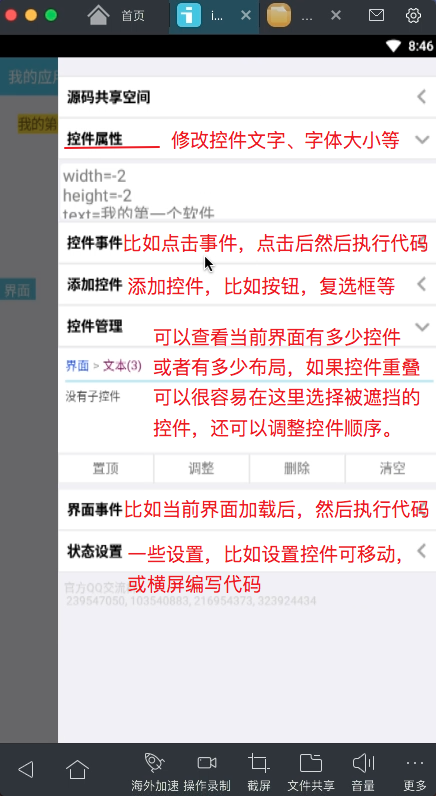 首页
i...
...
8:46
我的应
源码共享空间
我的第
控件属性 修改控件文字、字体大小等
width=-2
height=-2
text=我的第一个软件
控件事件 比如点击事件，点击后然后执行代码
界面
添加控件 添加控件，比如按钮，复选框等
控件管理
可以查看当前界面有多少控件
界面 > 文本(3)
或者有多少布局，如果控件重叠
没有子控件
可以很容易在这里选择被遮挡的
控件，还可以调整控件顺序。
置顶 调整 删除 清空
界面事件 比如当前界面加载后，然后执行代码
状态设置 一些设置，比如设置控件可移动，
或横屏编写代码
官方QQ交流
239547050, 103540883, 216954373, 323924434
海外加速 操作录制 截屏 文件共享 音量 更多